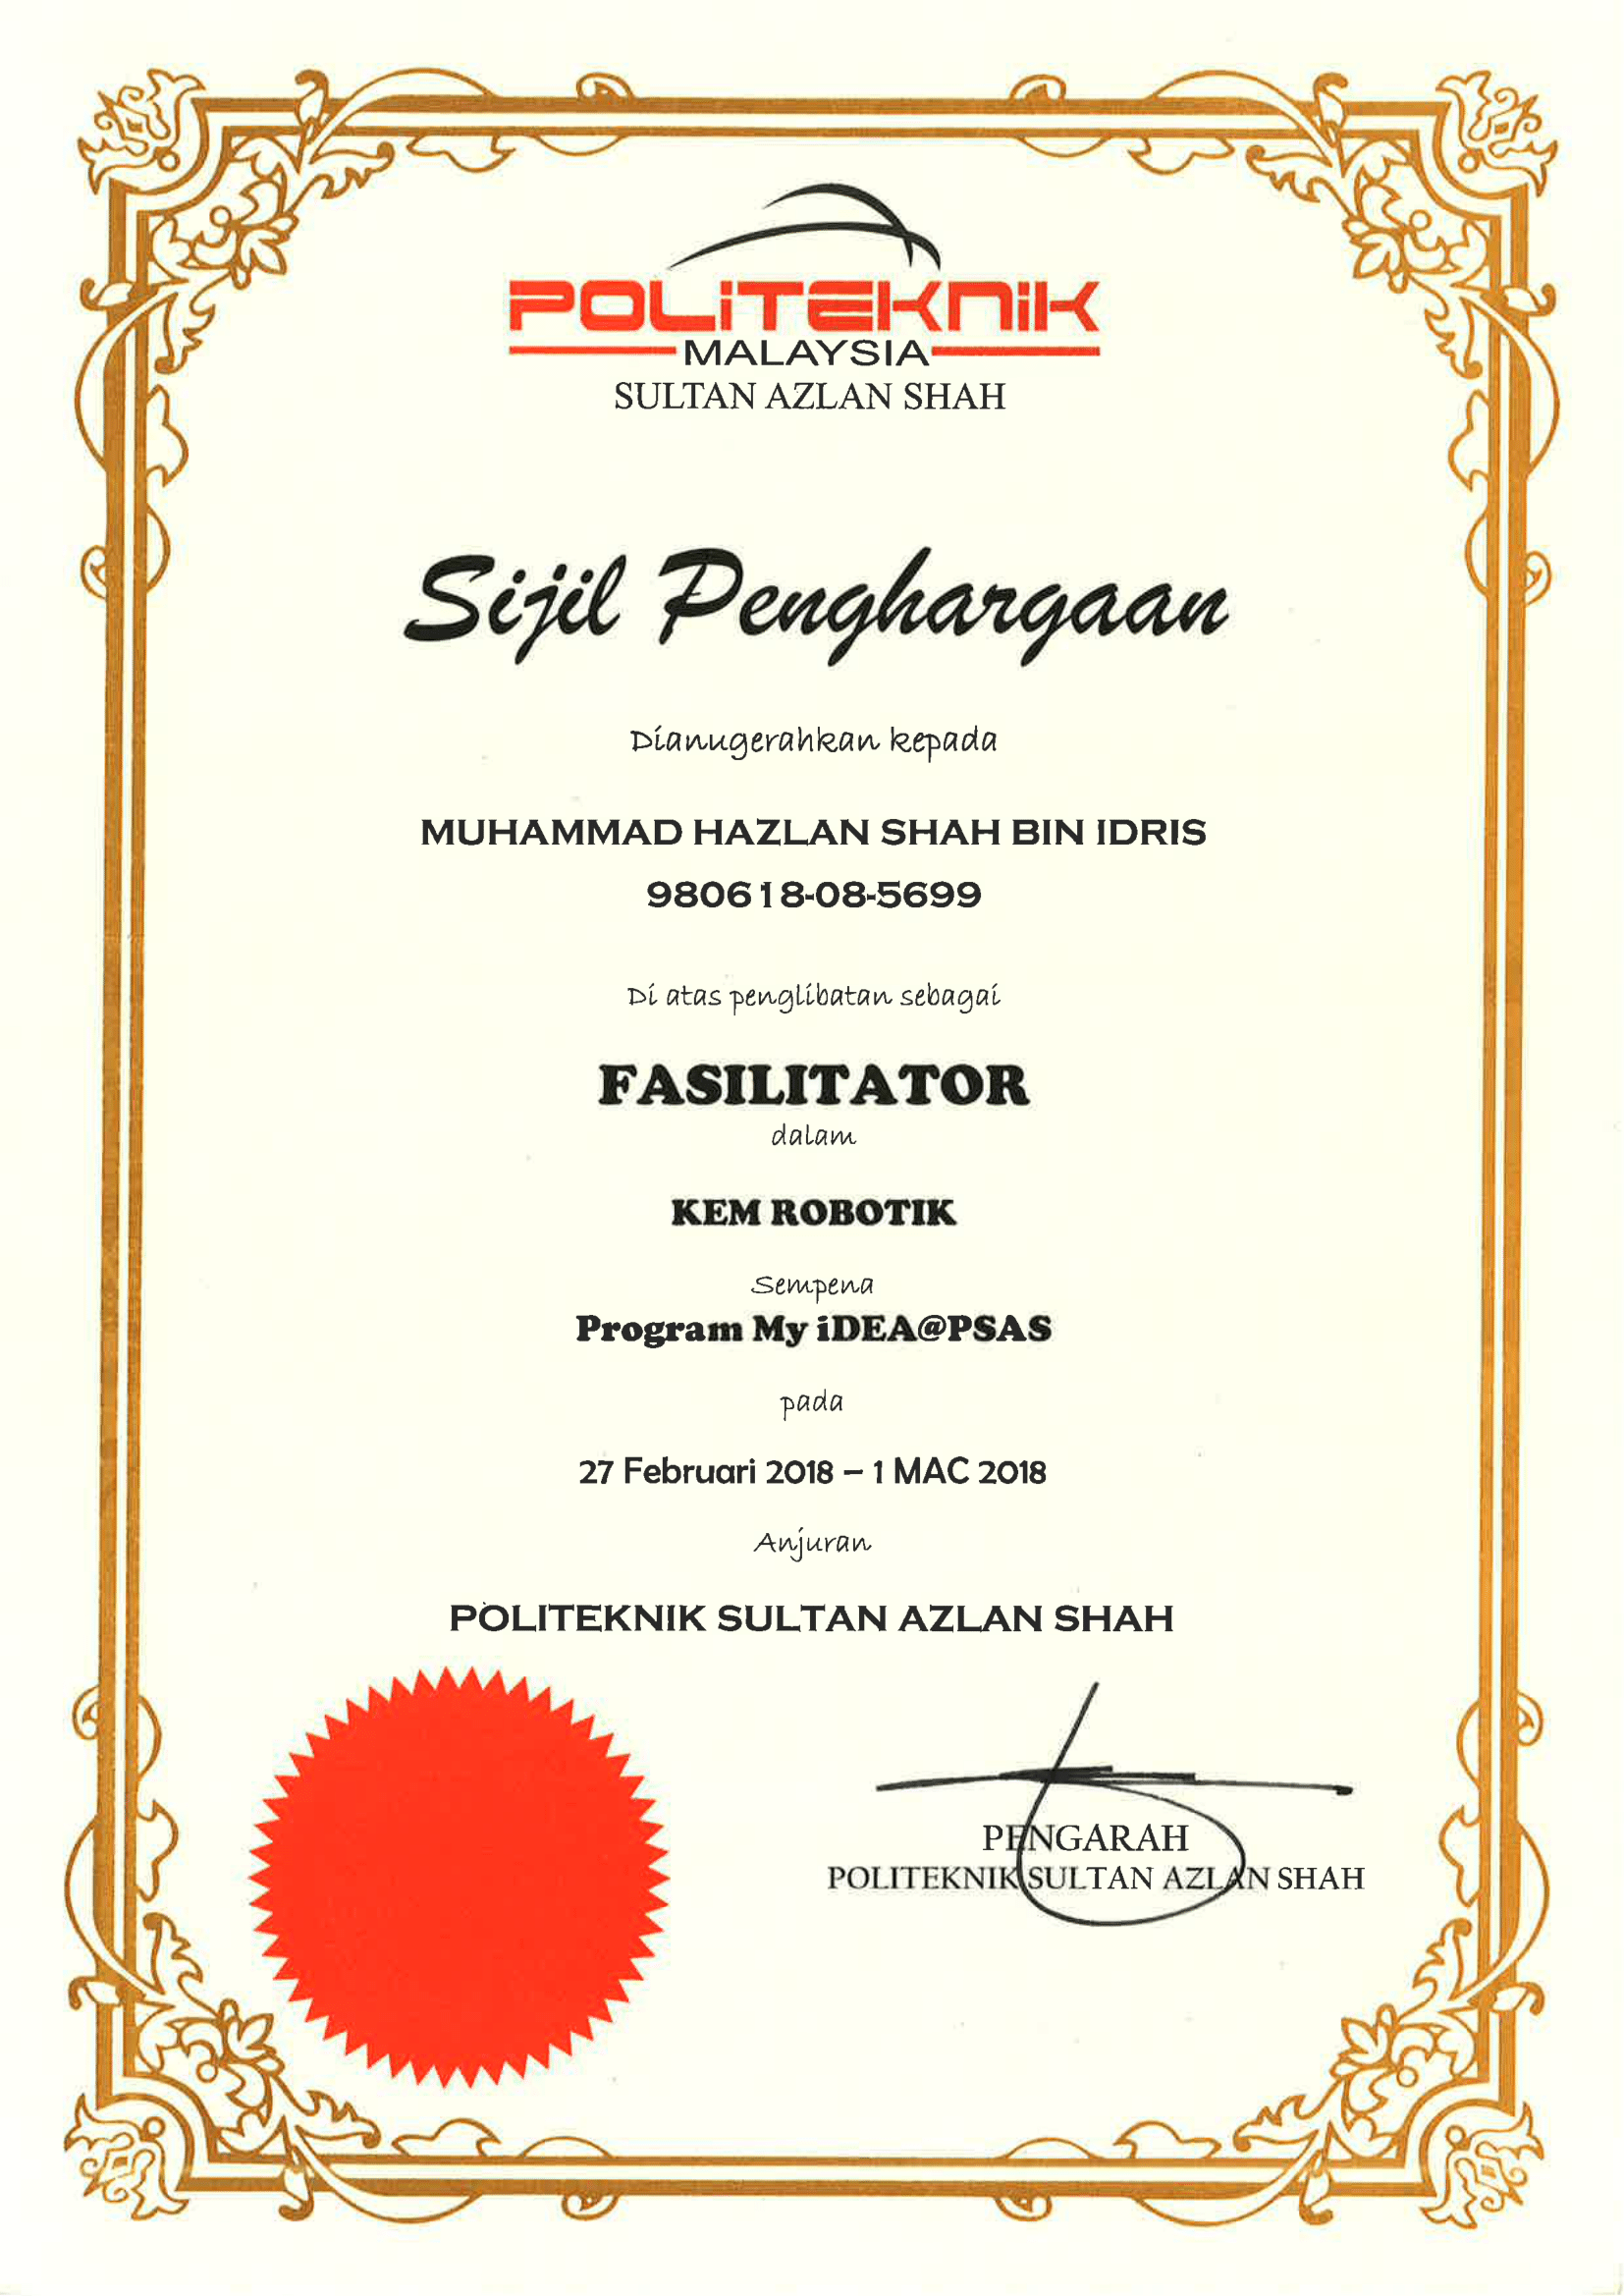 POLiTEKNiK
MALAYSIA
SULTAN AZLAN SHAH
Sijil Penghargaan
Dianugerahkan kepada
MUHAMMAD HAZLAN SHAH BIN IDRIS
980618-08-5699
Di atas penglibatan sebagai
FASILITATOR
dalam
KEM ROBOTIK
Sempena
Program My iDEA@PSAS
pada
27 Februari 2018 – 1 MAC 2018
Anjuran
POLITEKNIK SULTAN AZLAN SHAH
PENGARAH
POLITEKNIK SULTAN AZLAN SHAH